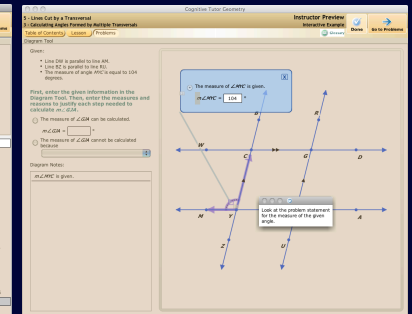 Cognitive Tutor Geometry
5 - Lines Cut by a Transversal
3 - Calculating Angles Formed by Multiple Transversals
Instructor Preview
Interactive Example
Table of Contents
Lesson
Problems
Glossary
Done
Go to Problems
Diagram Tool
Given:
• Line DW is parallel to line AM.
• Line BZ is parallel to line RU.
• The measure of angle MYC is equal to 104
degrees.
First, enter the given information in the
Diagram Tool. Then, enter the measures and
reasons to justify each step needed to
calculate m∠GIA.
The measure of ∠GIA can be calculated.
m∠GIA = °
The measure of ∠GIA cannot be calculated
because
Diagram Notes:
m∠MYC is given.
X
The measure of ∠MYC is given.
m∠MYC = 104 °
R
W
C
G
D
M
Y
A
Z
U
Look at the problem statement
for the measure of the given
angle.